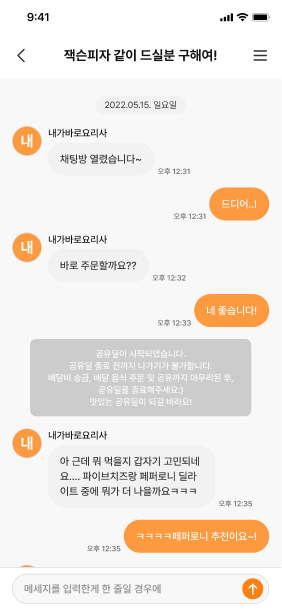 9:41
잭슨피자 같이 드실분 구해여!
2022.05.15. 일요일
내
내가바로요리사
채팅방 열렸습니다~
오후 12:31
드디어..!
오후 12:31
내
내가바로요리사
바로 주문할까요??
오후 12:32
네 좋습니다!
오후 12:33
공유딜이 시작되었습니다.
공유딜 종료 전까지 나가기가 불가합니다.
배달비 송금, 배달 음식 주문 및 공유까지 마무리된 후,
공유딜을 종료해주세요:)
맛있는 공유딜이 되길 바라요!
내
내가바로요리사
아 근데 뭐 먹을지 갑자기 고민되네
요.... 파이브치즈랑 페퍼로니 딜라
이트 중에 뭐가 더 나을까요ㅋㅋㅋ
오후 12:35
ㅋㅋㅋㅋ페퍼로니 추천이요~!
오후 12:35
메세지를 입력한게 한 줄일 경우에